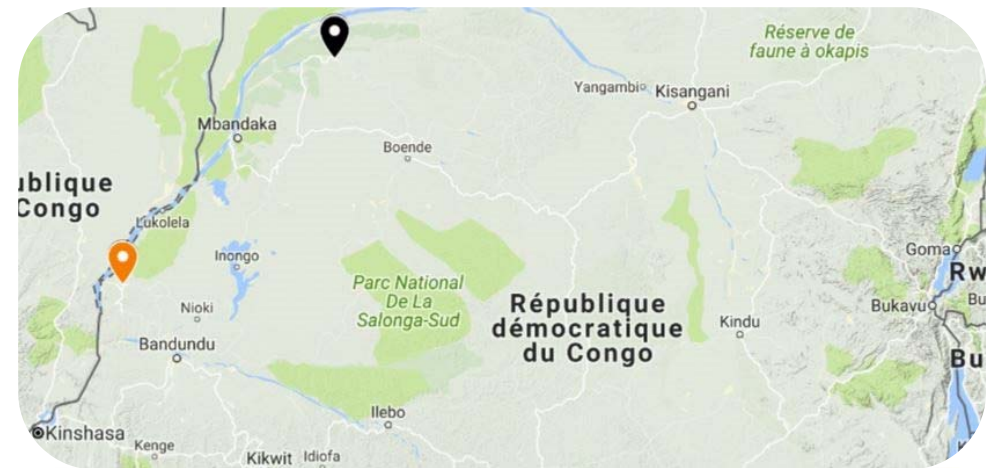 Réserve de
faune à okapis
Yangambi
Kisangani
Mbandaka
Boende
ublique
Congo
Lukolela
Inongo
Goma
Rw
Parc National
De La
Salonga-Sud
Nioki
République
démocratique
du Congo
Bukavu
Bu
Kindu
Bandundu
Bu
Ilebo
Kinshasa
Kenge
Kikwit
Idiofa
K